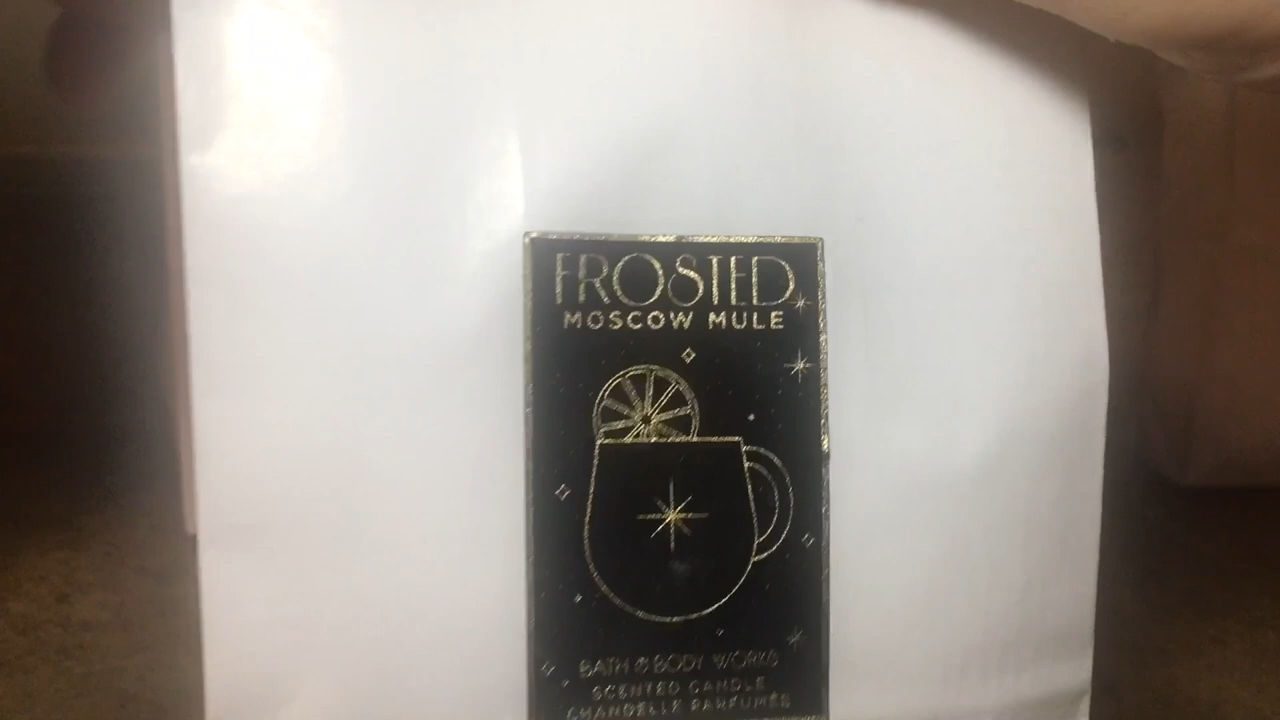 FROSTED
MOSCOW MULE
BATH & BODY WORKS
SCENTED CANDLE
CHANDELLE PARFUMÉE